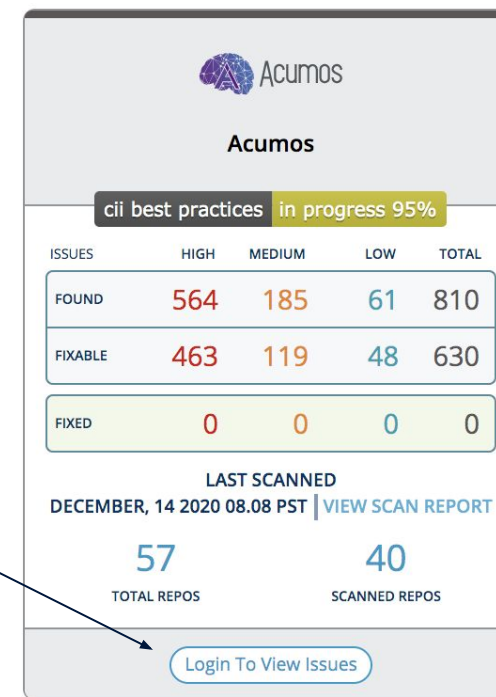 Acumos
Acumos
cii best practices in progress 95%
ISSUES HIGH MEDIUM LOW TOTAL
FOUND 564 185 61 810
FIXABLE 463 119 48 630
FIXED 0 0 0 0
LAST SCANNED
DECEMBER, 14 2020 08.08 PST | VIEW SCAN REPORT
57 40
TOTAL REPOS SCANNED REPOS
Login To View Issues